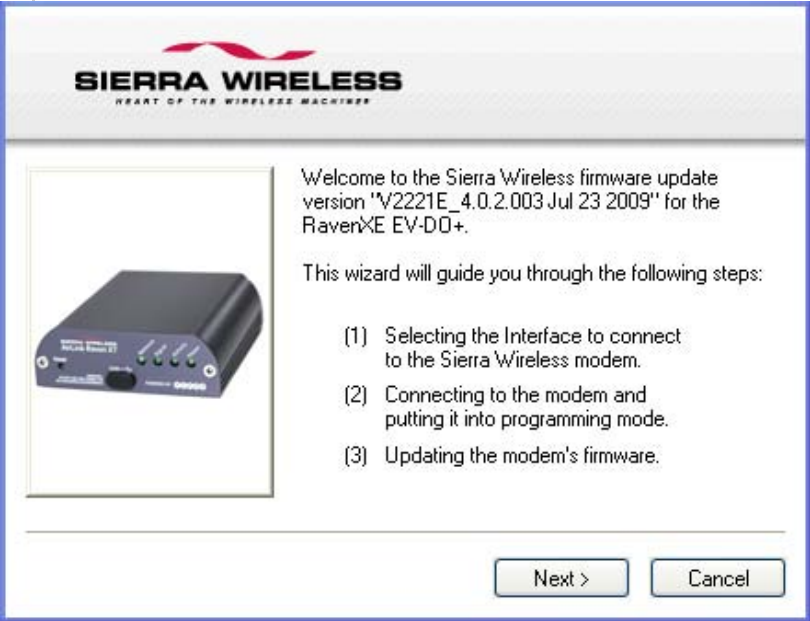 SIERRA WIRELESS
HEART OF THE WIRELESS MACHINE®
Welcome to the Sierra Wireless firmware update
version "V2221E_4.0.2.003 Jul 23 2009" for the
RavenXE EV-DO+.
This wizard will guide you through the following steps:
(1) Selecting the Interface to connect
to the Sierra Wireless modem.
(2) Connecting to the modem and
putting it into programming mode.
(3) Updating the modem's firmware.
AirLink Raven XT
Next >
Cancel